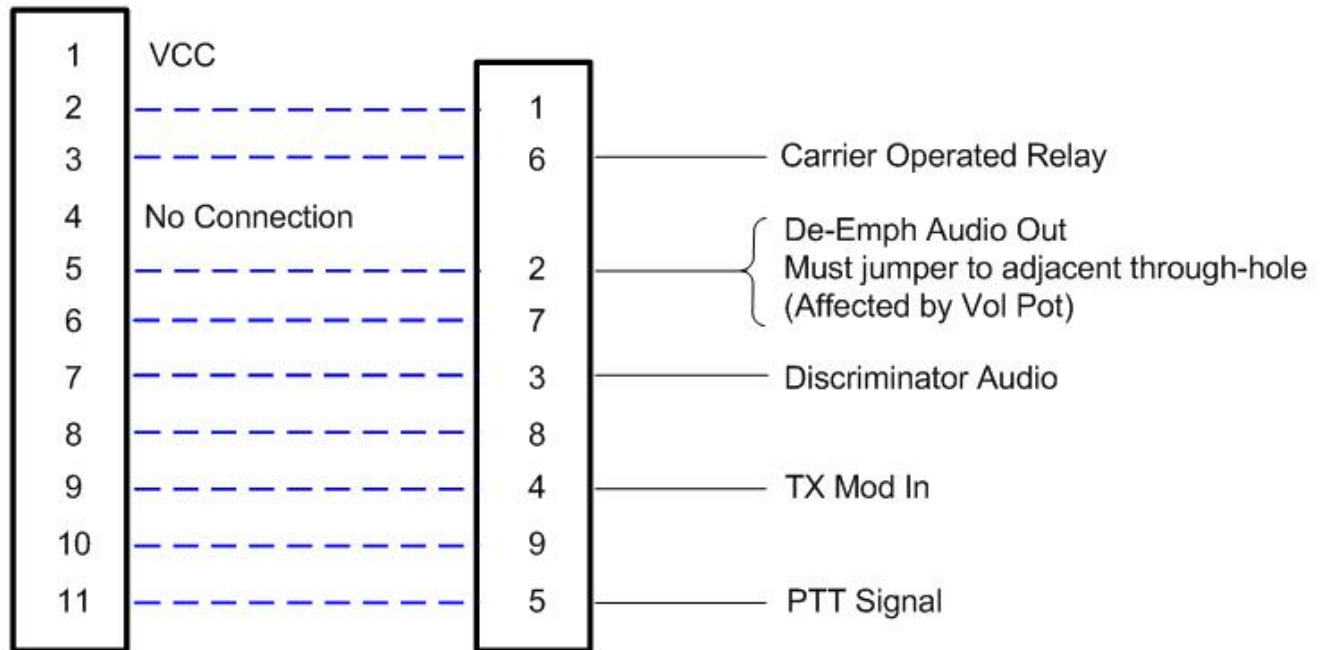 1 VCC
2 1
3 6 Carrier Operated Relay
4 No Connection
De-Emph Audio Out
5 2 Must jumper to adjacent through-hole
(Affected by Vol Pot)
6 7
7 3 Discriminator Audio
8 8
9 4 TX Mod In
10 9
11 5 PTT Signal